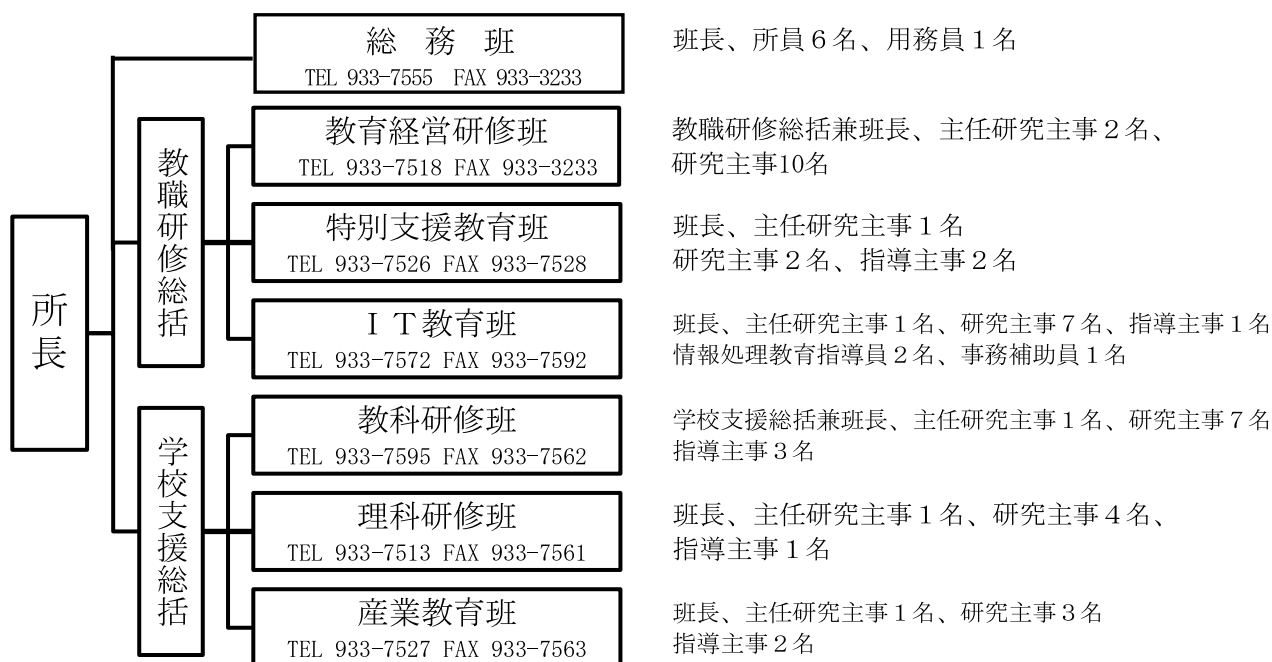 所長
教職研修総括
学校支援総括
総　務　班
TEL 933-7555　FAX 933-3233
班長、所員６名、用務員１名
教育経営研修班
TEL 933-7518 FAX 933-3233
教職研修総括兼班長、主任研究主事２名、
研究主事10名
特別支援教育班
TEL 933-7526 FAX 933-7528
班長、主任研究主事１名
研究主事２名、指導主事２名
ＩＴ教育班
TEL 933-7572 FAX 933-7592
班長、主任研究主事１名、研究主事７名、指導主事１名
情報処理教育指導員２名、事務補助員１名
教科研修班
TEL 933-7595 FAX 933-7562
学校支援総括兼班長、主任研究主事１名、研究主事７名
指導主事３名
理科研修班
TEL 933-7513 FAX 933-7561
班長、主任研究主事１名、研究主事４名、
指導主事１名
産業教育班
TEL 933-7527 FAX 933-7563
班長、主任研究主事１名、研究主事３名
指導主事２名